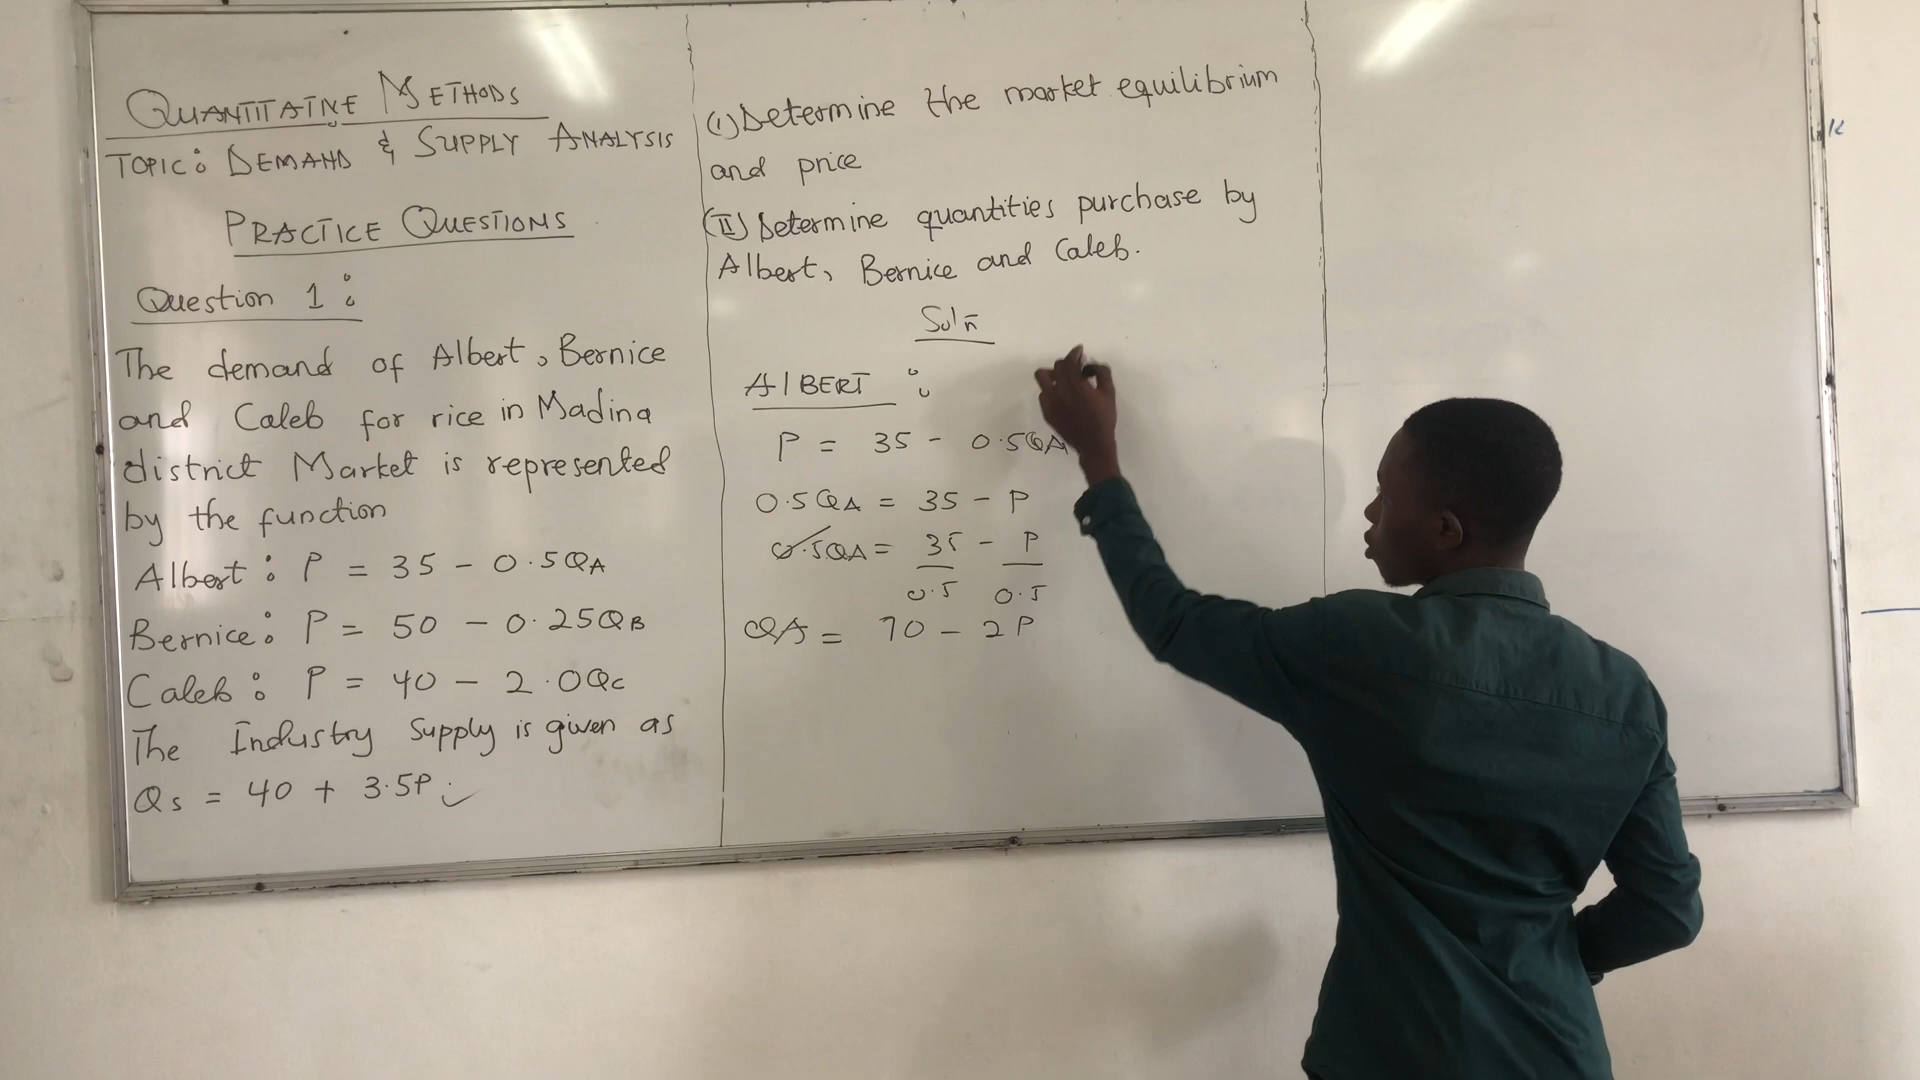 QUANTITATIVE METHODS
TOPIC: DEMAND & SUPPLY ANALYSIS
PRACTICE QUESTIONS
Question 1:
The demand of Albert, Bernice
and Caleb for rice in Madina
district Market is represented
by the function
Albert: P = 35 - 0.5QA
Bernice: P = 50 - 0.25QB
Caleb: P = 40 - 2.0Qc
The Industry Supply is given as
Qs = 40 + 3.5P
(I) Determine the market equilibrium
and price
(II) Determine quantities purchase by
Albert, Bernice and Caleb.
Soln̄
AlBERT :
P = 35 - 0.5QA
0.5QA = 35 - P
0.5QA = 35 - P
0.5 0.5
QA = 70 - 2P